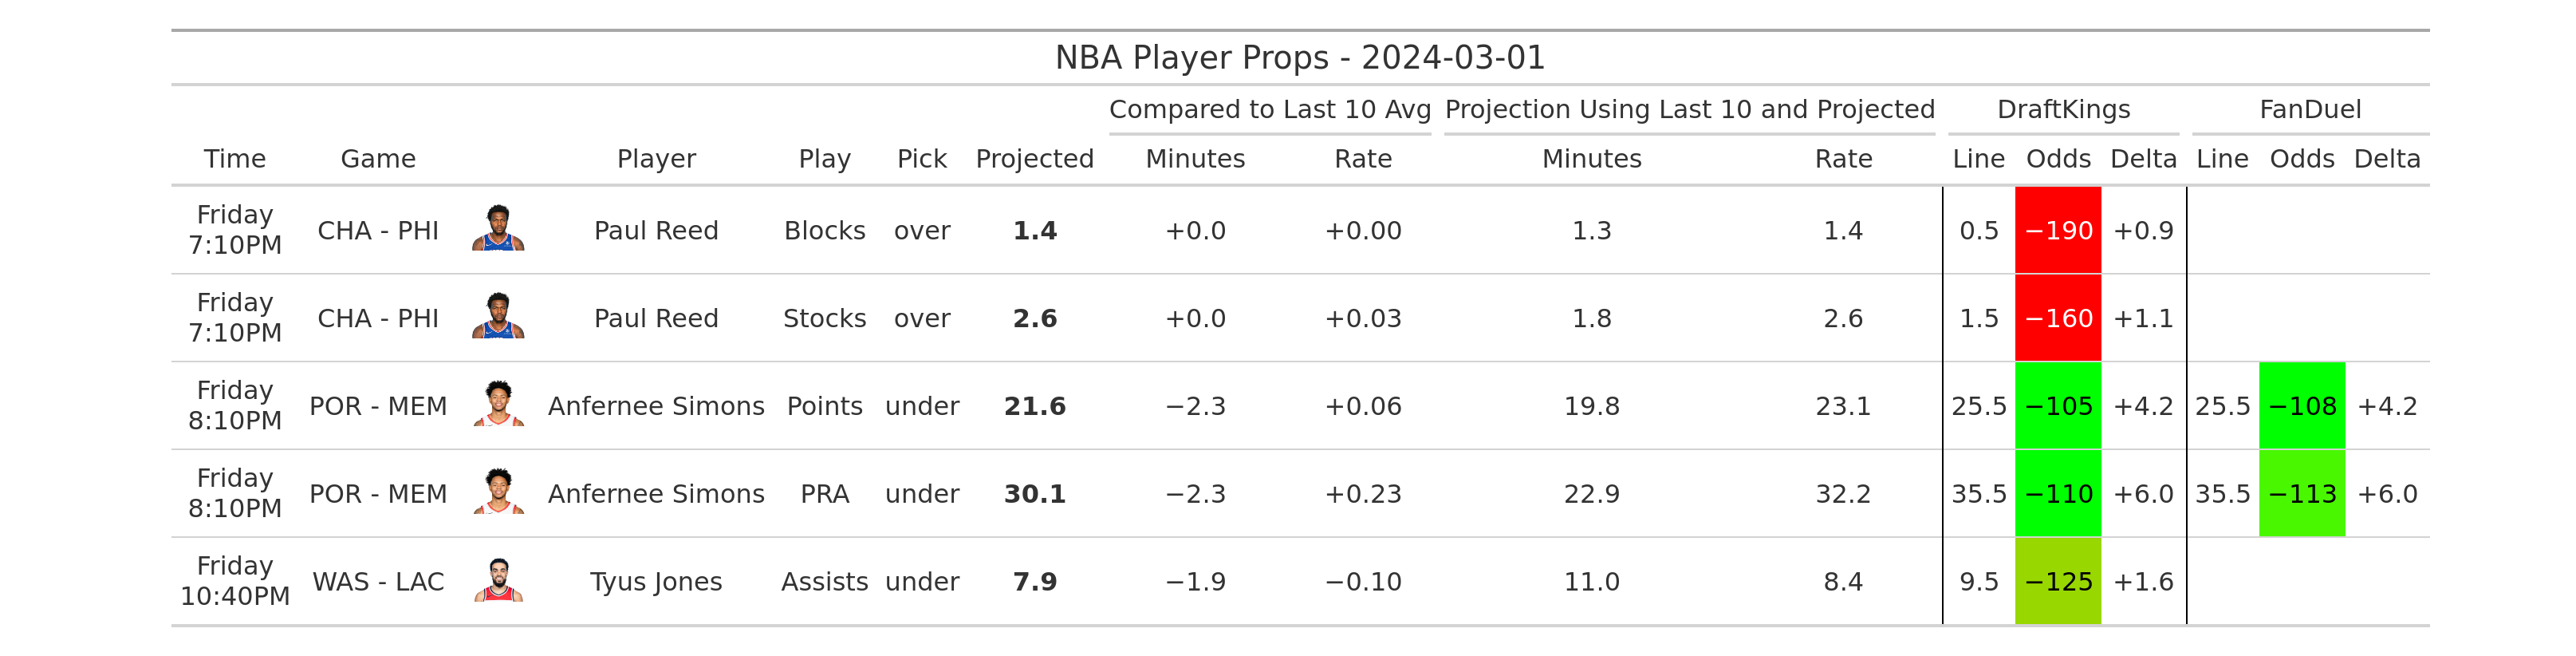 NBA Player Props - 2024-03-01
Compared to Last 10 Avg Projection Using Last 10 and Projected DraftKings FanDuel
Time Game Player Play Pick Projected Minutes Rate Minutes Rate Line Odds Delta Line Odds Delta
Friday
7:10PM CHA - PHI Paul Reed Blocks over 1.4 +0.0 +0.00 1.3 1.4 0.5 −190 +0.9
Friday
7:10PM CHA - PHI Paul Reed Stocks over 2.6 +0.0 +0.03 1.8 2.6 1.5 −160 +1.1
Friday
8:10PM POR - MEM Anfernee Simons Points under 21.6 −2.3 +0.06 19.8 23.1 25.5 −105 +4.2 25.5 −108 +4.2
Friday
8:10PM POR - MEM Anfernee Simons PRA under 30.1 −2.3 +0.23 22.9 32.2 35.5 −110 +6.0 35.5 −113 +6.0
Friday
10:40PM WAS - LAC Tyus Jones Assists under 7.9 −1.9 −0.10 11.0 8.4 9.5 −125 +1.6